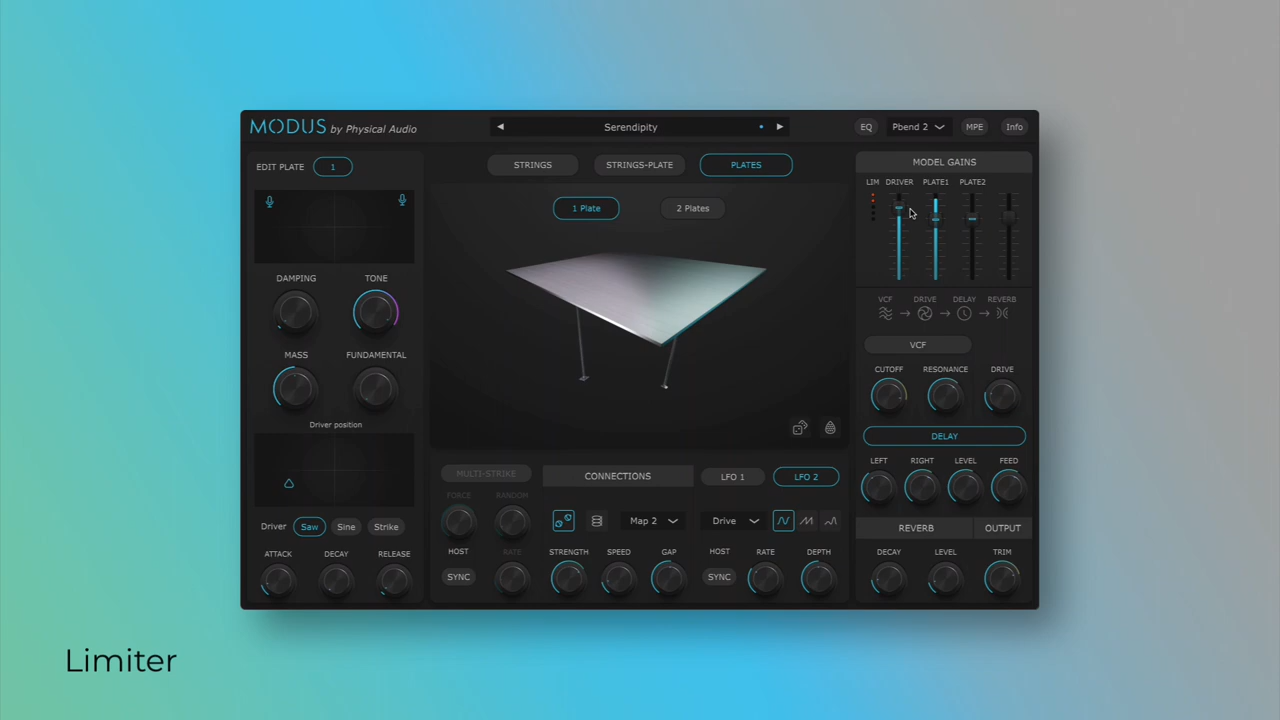 MODUS by Physical Audio
Serendipity
EQ
Pbend 2
MPE
Info
EDIT PLATE
1
STRINGS
STRINGS-PLATE
PLATES
MODEL GAINS
LIM
DRIVER
PLATE1
PLATE2
1 Plate
2 Plates
DAMPING
TONE
MASS
FUNDAMENTAL
Driver position
Driver
Saw
Sine
Strike
ATTACK
DECAY
RELEASE
MULTI-STRIKE
FORCE
RANDOM
HOST
RATE
SYNC
CONNECTIONS
Map 2
STRENGTH
SPEED
GAP
LFO 1
LFO 2
Drive
HOST
RATE
DEPTH
SYNC
VCF
DRIVE
DELAY
REVERB
VCF
CUTOFF
RESONANCE
DRIVE
DELAY
LEFT
RIGHT
LEVEL
FEED
REVERB
OUTPUT
DECAY
LEVEL
TRIM
Limiter